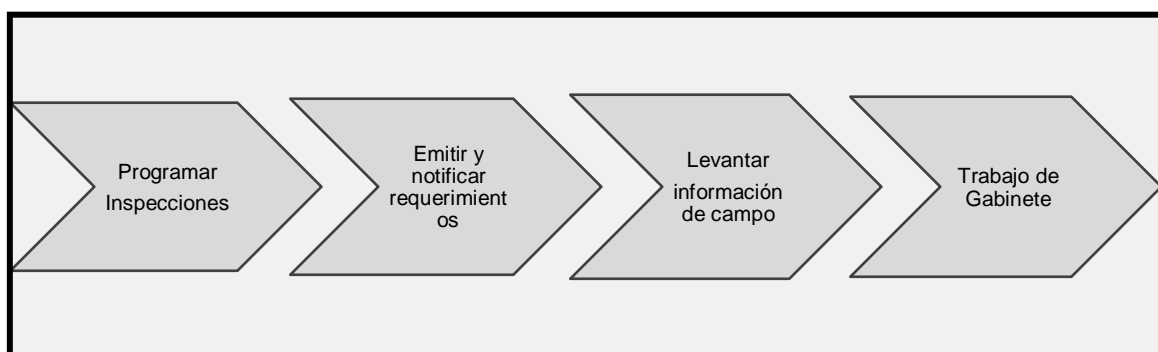 Programar
Inspecciones
Emitir y
notificar
requerimient
os
Levantar
información
de campo
Trabajo de
Gabinete